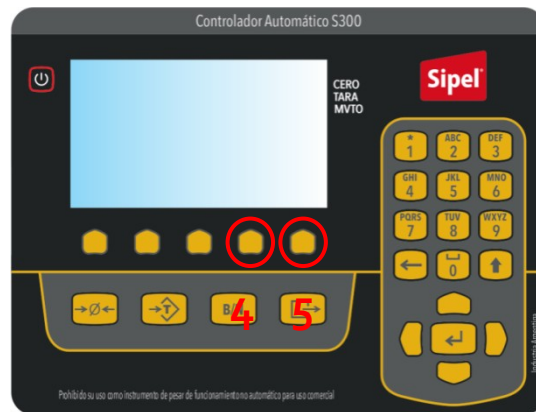 Controlador Automático S300
CERO
TARA
MVTO
Sipel
*
1
ABC
2
DEF
3
GHI
4
JKL
5
MNO
6
PQRS
7
TUV
8
WXYZ
9
0
→Ø←
→T
B/
4
5
Industria Argentina
Prohibido su uso como instrumento de pesar de funcionamiento no automático para uso comercial